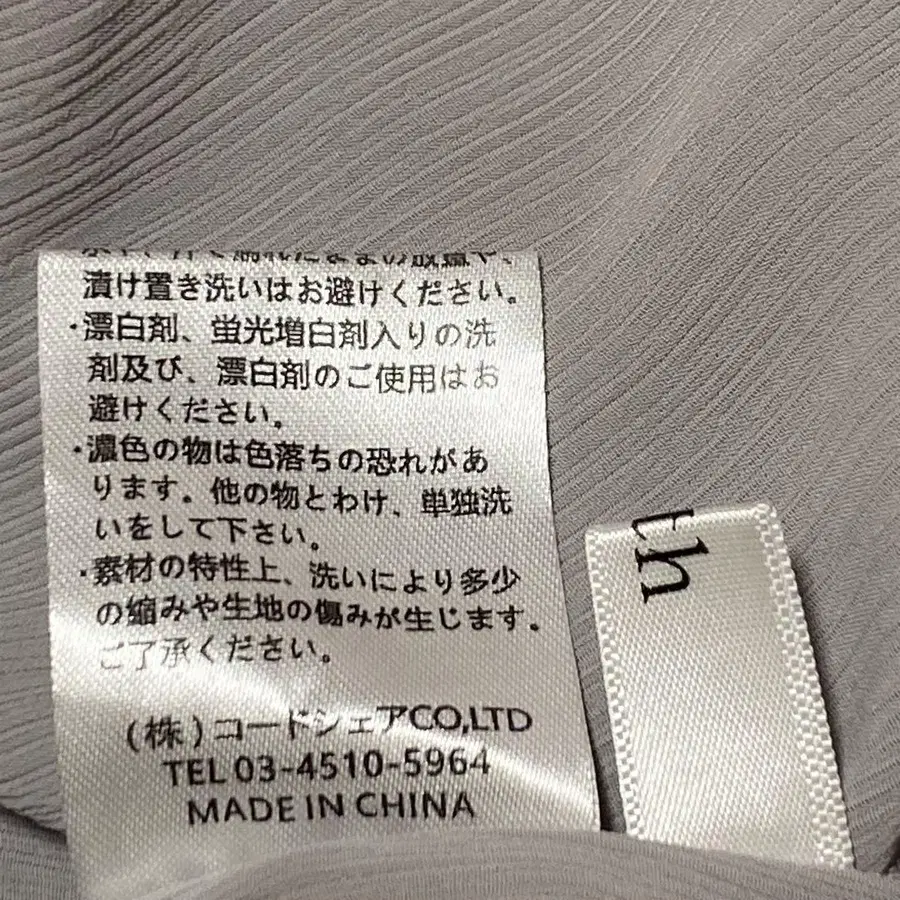 漬け置き洗いはお避けください。
・漂白剤、蛍光増白剤入りの洗
剤及び、漂白剤のご使用はお
避けください。
・濃色の物は色落ちの恐れがあ
ります。他の物とわけ、単独洗
いをして下さい。
・素材の特性上、洗いにより多少
の縮みや生地の傷みが生じます。
ご了承ください。
(株)コードシェアCO,LTD
TEL 03-4510-5964
MADE IN CHINA
th